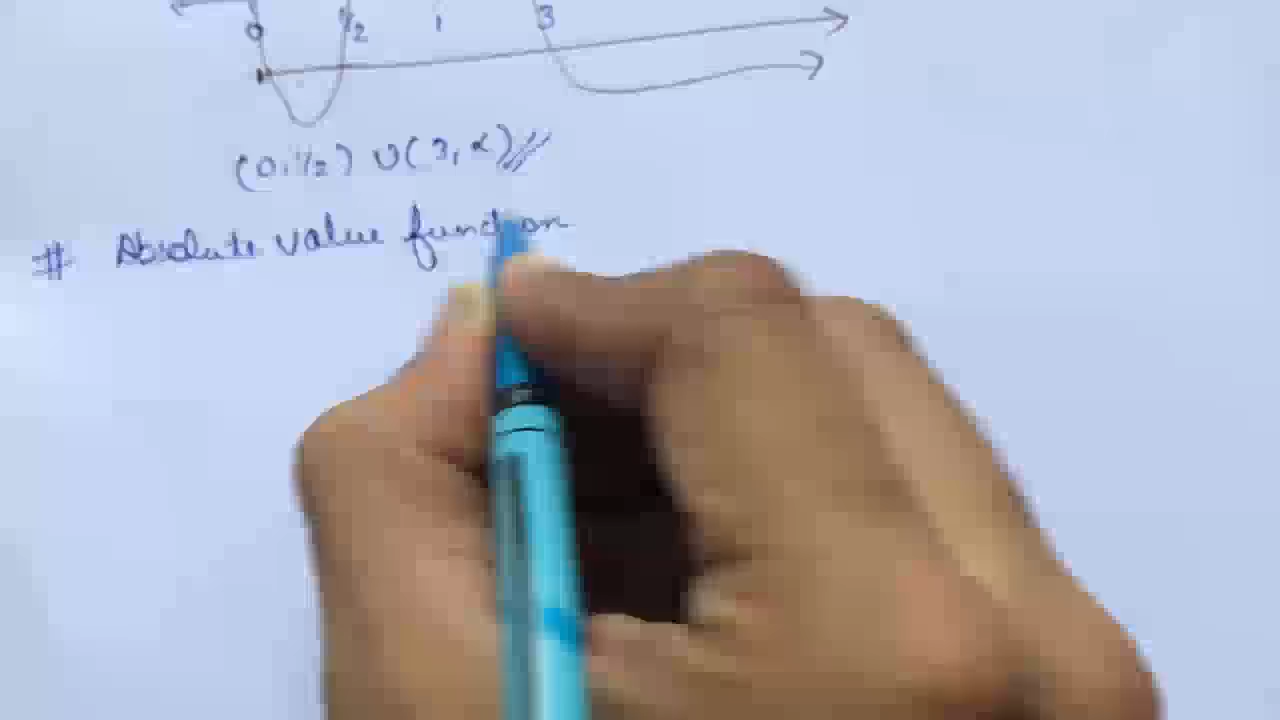 0 1/2 1 3
(0,1/2) ∪ (3, ∝)
# Absolute value function